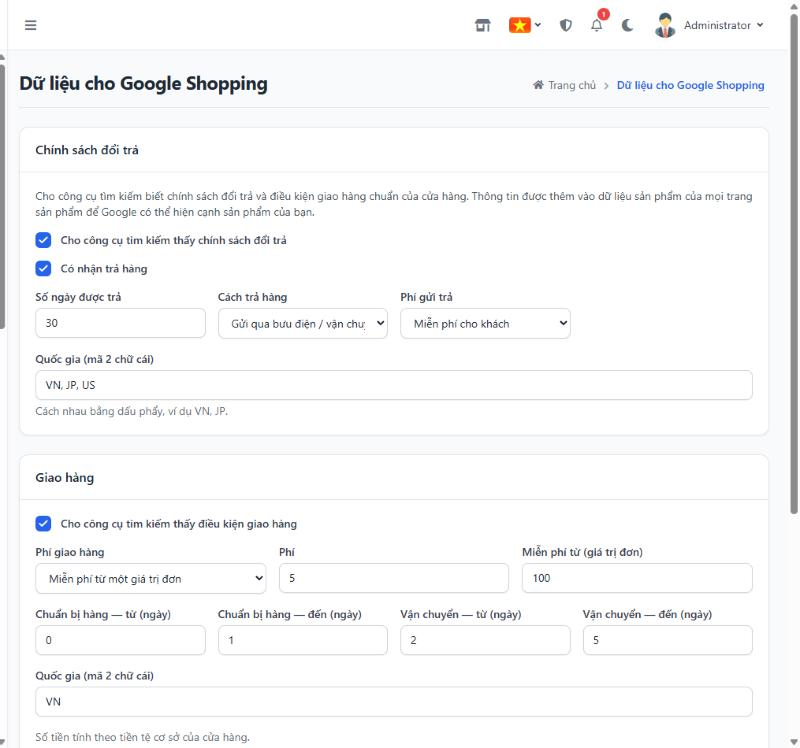 1
Administrator
Dữ liệu cho Google Shopping
Trang chủ > Dữ liệu cho Google Shopping
Chính sách đổi trả
Cho công cụ tìm kiếm biết chính sách đổi trả và điều kiện giao hàng chuẩn của cửa hàng. Thông tin được thêm vào dữ liệu sản phẩm của mọi trang
sản phẩm để Google có thể hiện cạnh sản phẩm của bạn.
Cho công cụ tìm kiếm thấy chính sách đổi trả
Có nhận trả hàng
Số ngày được trả Cách trả hàng Phí gửi trả
30 Gửi qua bưu điện / vận chuy Miễn phí cho khách
Quốc gia (mã 2 chữ cái)
VN, JP, US
Cách nhau bằng dấu phẩy, ví dụ VN, JP.
Giao hàng
Cho công cụ tìm kiếm thấy điều kiện giao hàng
Phí giao hàng Phí Miễn phí từ (giá trị đơn)
Miễn phí từ một giá trị đơn 5 100
Chuẩn bị hàng — từ (ngày) Chuẩn bị hàng — đến (ngày) Vận chuyển — từ (ngày) Vận chuyển — đến (ngày)
0 1 2 5
Quốc gia (mã 2 chữ cái)
VN
Số tiền tính theo tiền tệ cơ sở của cửa hàng.